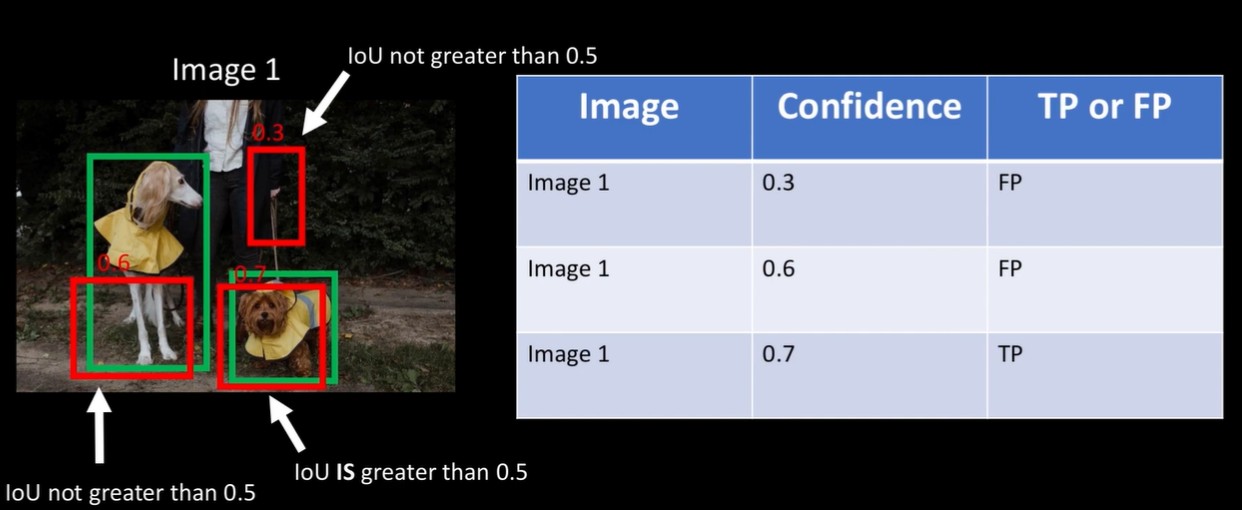 IoU not greater than 0.5
Image 1
0.3
0.6
0.7
IoU IS greater than 0.5
IoU not greater than 0.5
Image Confidence TP or FP
Image 1 0.3 FP
Image 1 0.6 FP
Image 1 0.7 TP